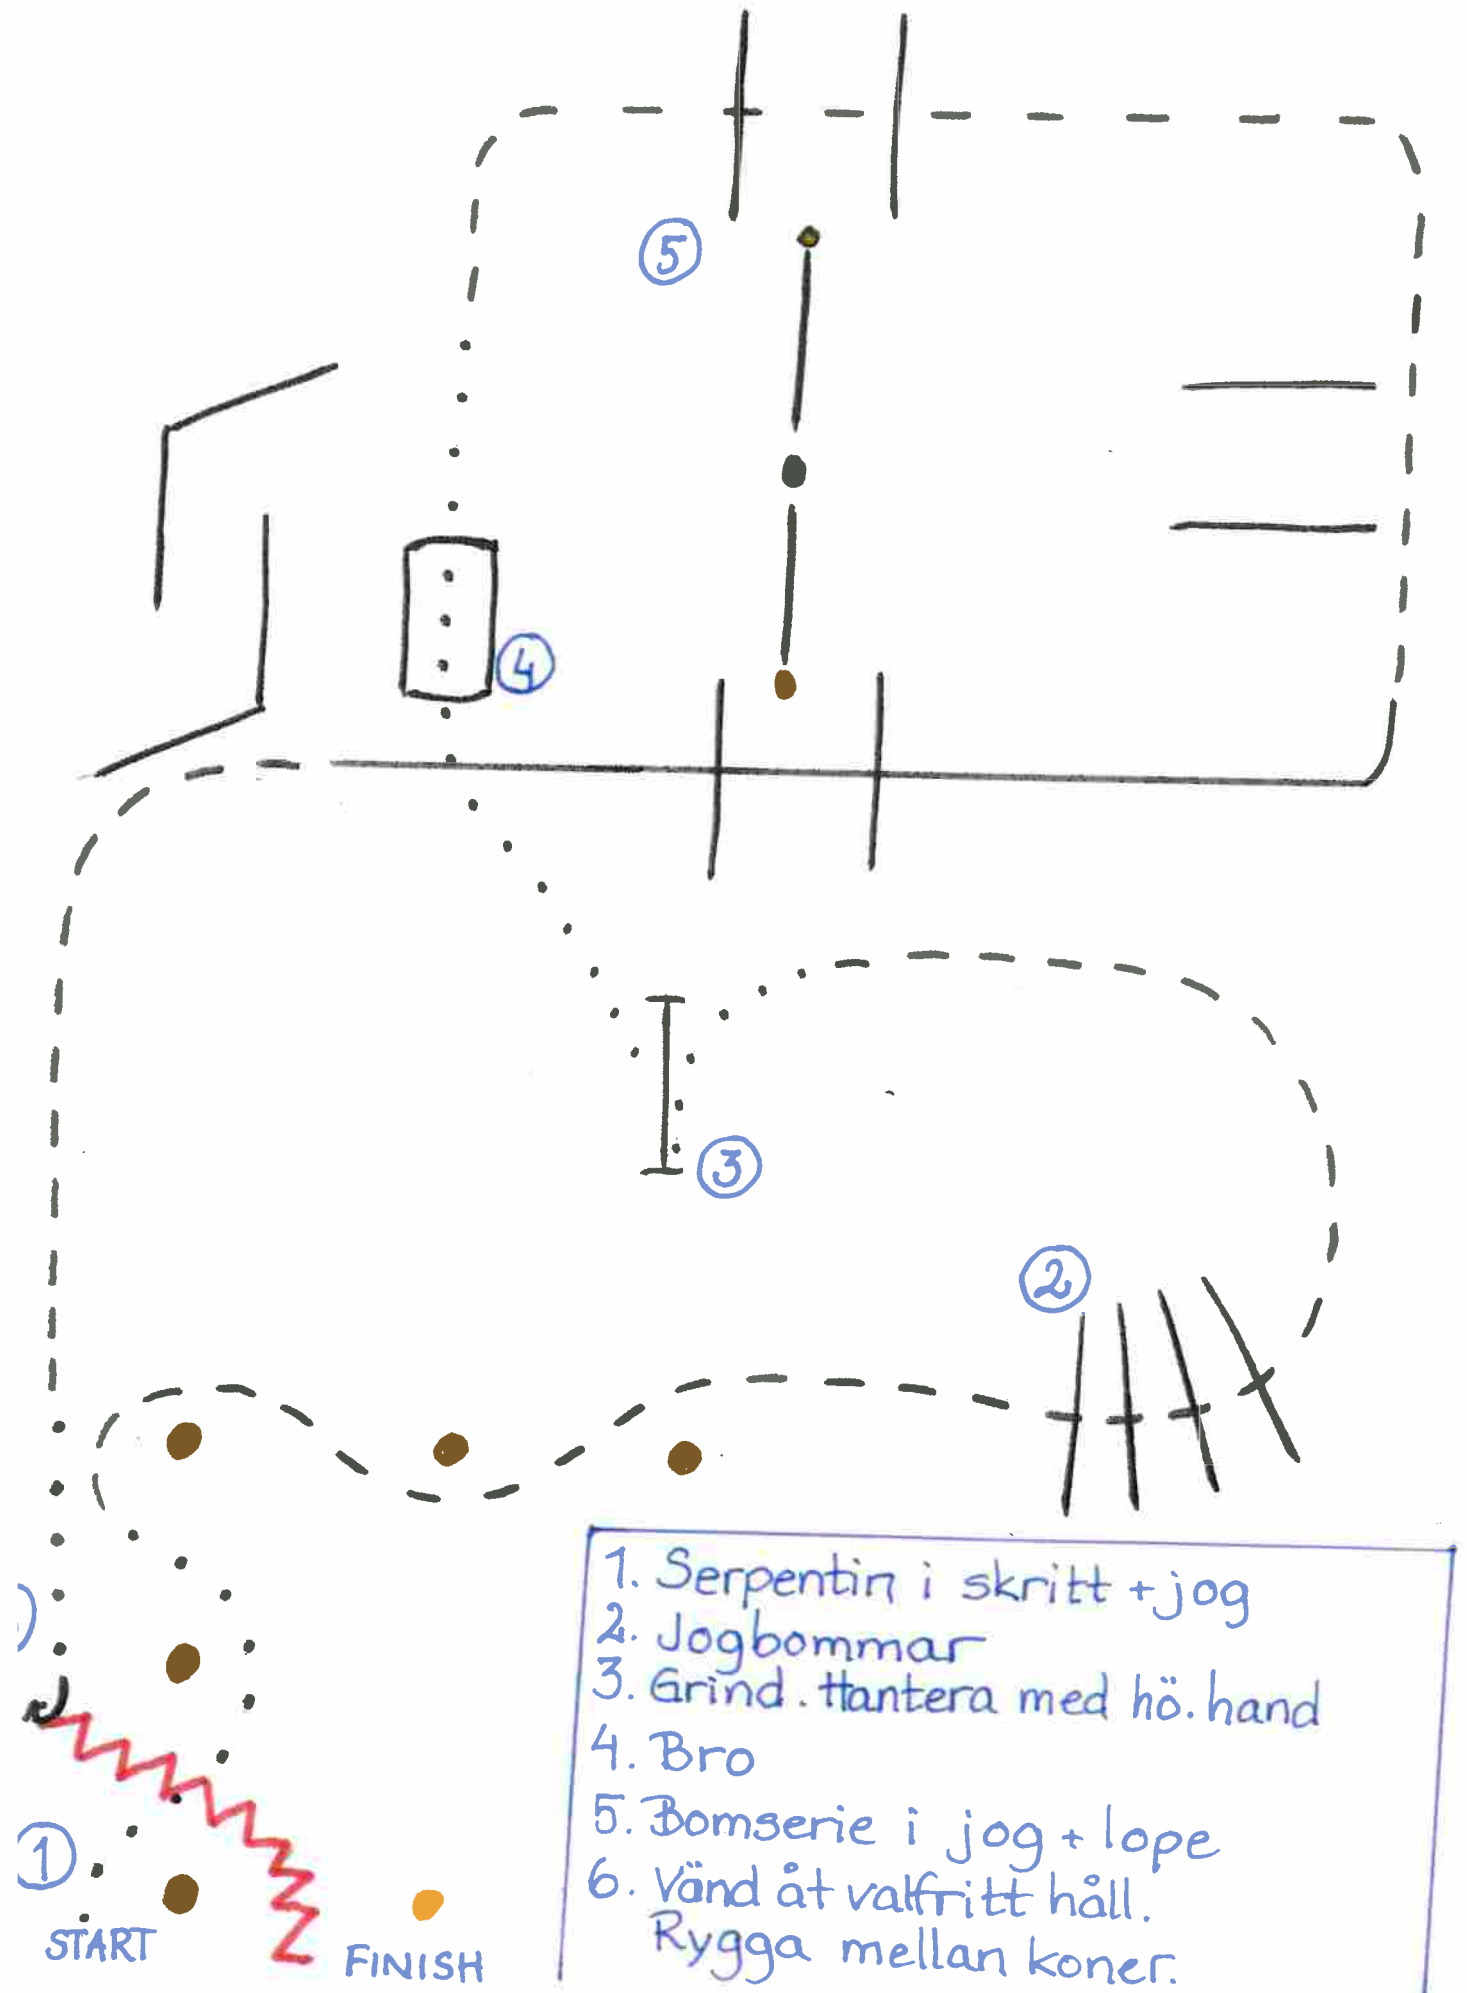 5
4
3
2
1
START
FINISH
1. Serpentin i skritt + jog
2. Jogbommar
3. Grind. Hantera med hö. hand
4. Bro
5. Bomserie i jog + lope
6. Vänd åt valfritt håll.
Rygga mellan koner.